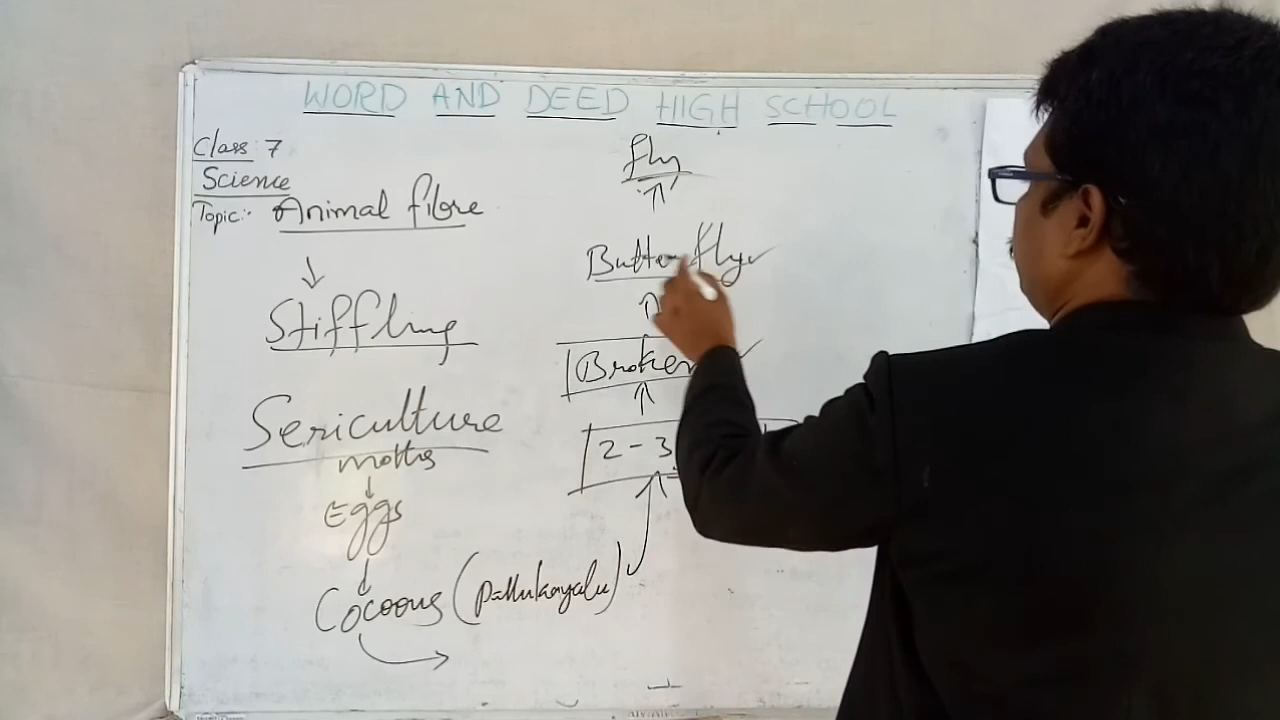 WORD AND DEED HIGH SCHOOL
Class: 7
Science
Topic:- Animal fibre
Stiffling
Sericulture
moths
Eggs
Cocoons (pattukayalu)
2-3
Broken
Butterfly
fly